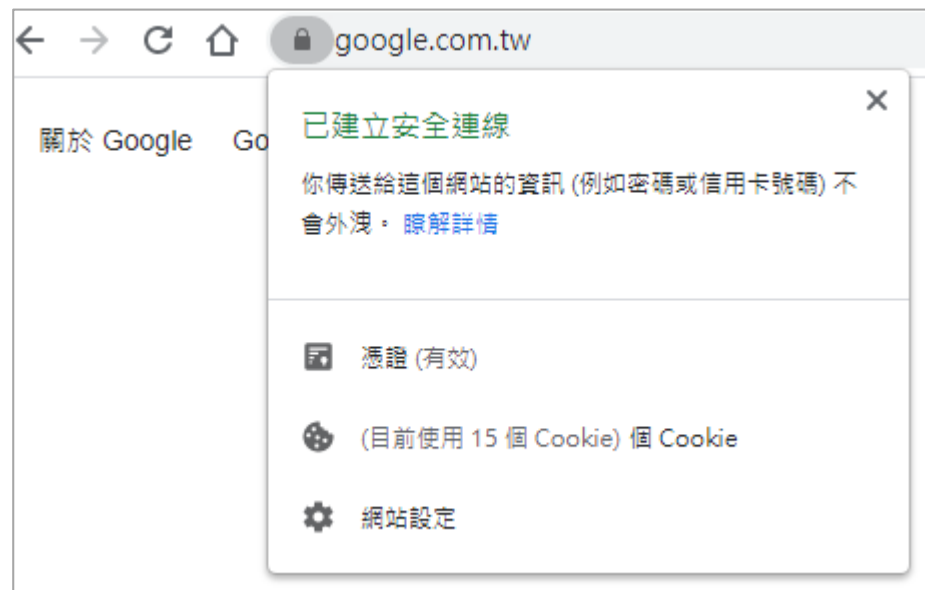 google.com.tw
關於 Google Go
已建立安全連線
你傳送給這個網站的資訊 (例如密碼或信用卡號碼) 不
會外洩。 瞭解詳情
憑證 (有效)
(目前使用 15 個 Cookie) 個 Cookie
網站設定